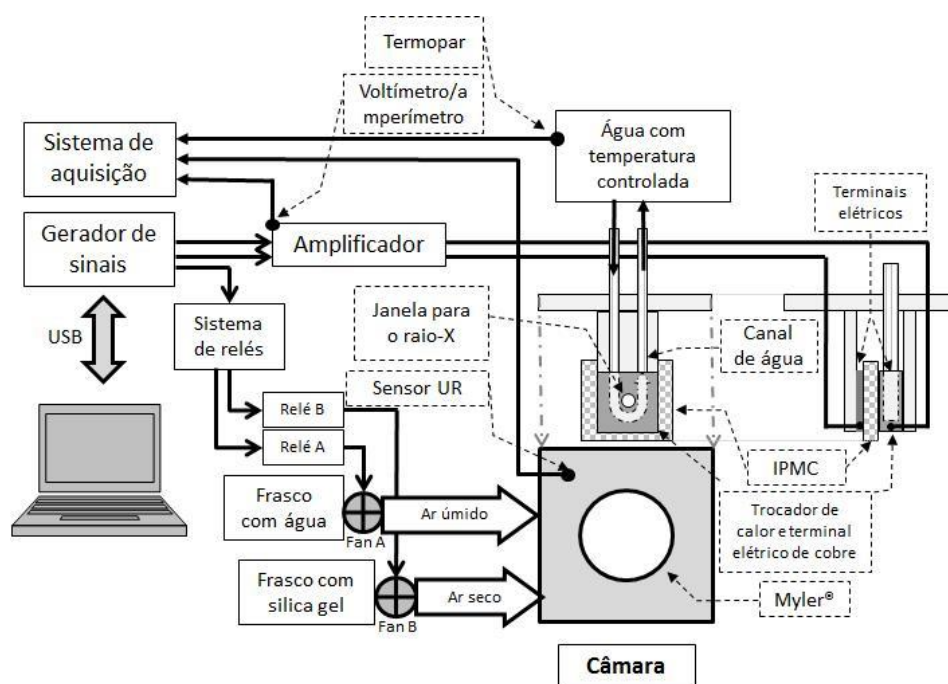 Termopar
Voltímetro/a
mperímetro
Sistema de
aquisição
Água com
temperatura
controlada
Terminais
elétricos
Gerador de
sinais
Amplificador
USB
Sistema
de relés
Janela para
o raio-X
Canal
de água
Sensor UR
Relé B
Relé A
IPMC
Frasco
com água
Fan A
Ar úmido
Trocador de
calor e terminal
elétrico de cobre
Frasco com
silica gel
Fan B
Ar seco
Myler®
Câmara